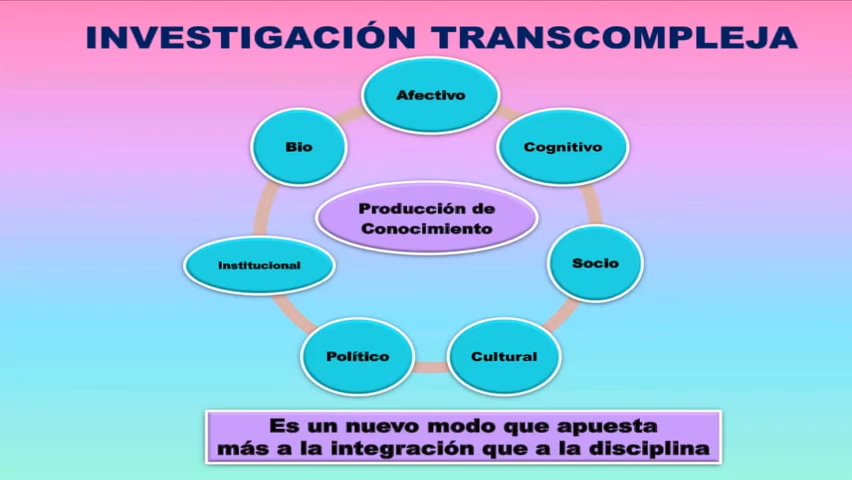 INVESTIGACIÓN TRANSCOMPLEJA
Afectivo
Bio
Cognitivo
Producción de
Conocimiento
Institucional
Socio
Político
Cultural
Es un nuevo modo que apuesta
más a la integración que a la disciplina